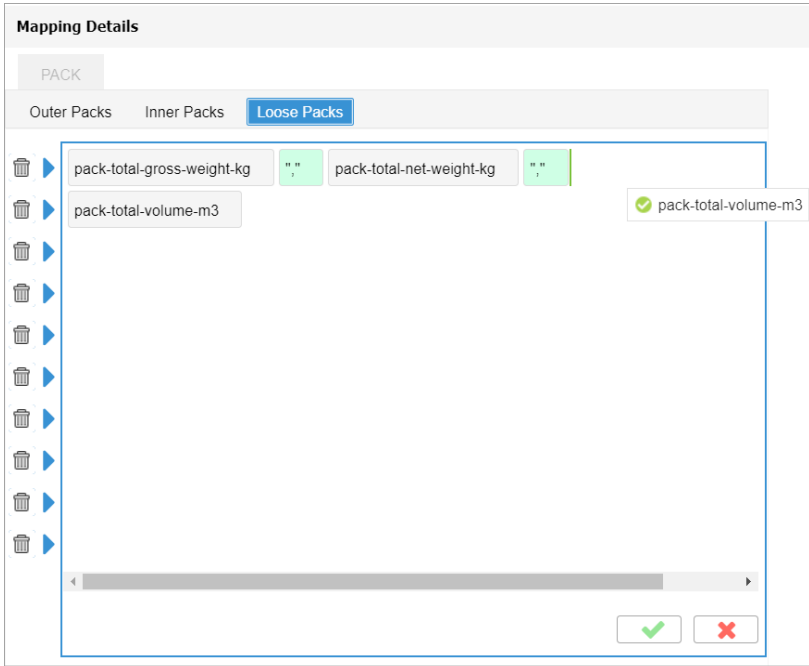 Mapping Details
PACK
Outer Packs Inner Packs Loose Packs
pack-total-gross-weight-kg "," pack-total-net-weight-kg ","
pack-total-volume-m3 pack-total-volume-m3